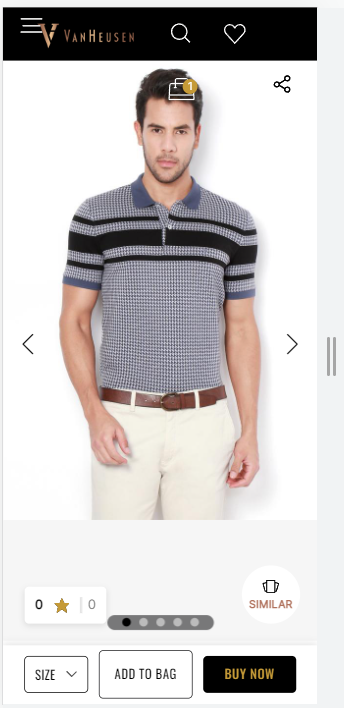 VANHEUSEN
1
0 0
SIMILAR
SIZE
ADD TO BAG
BUY NOW